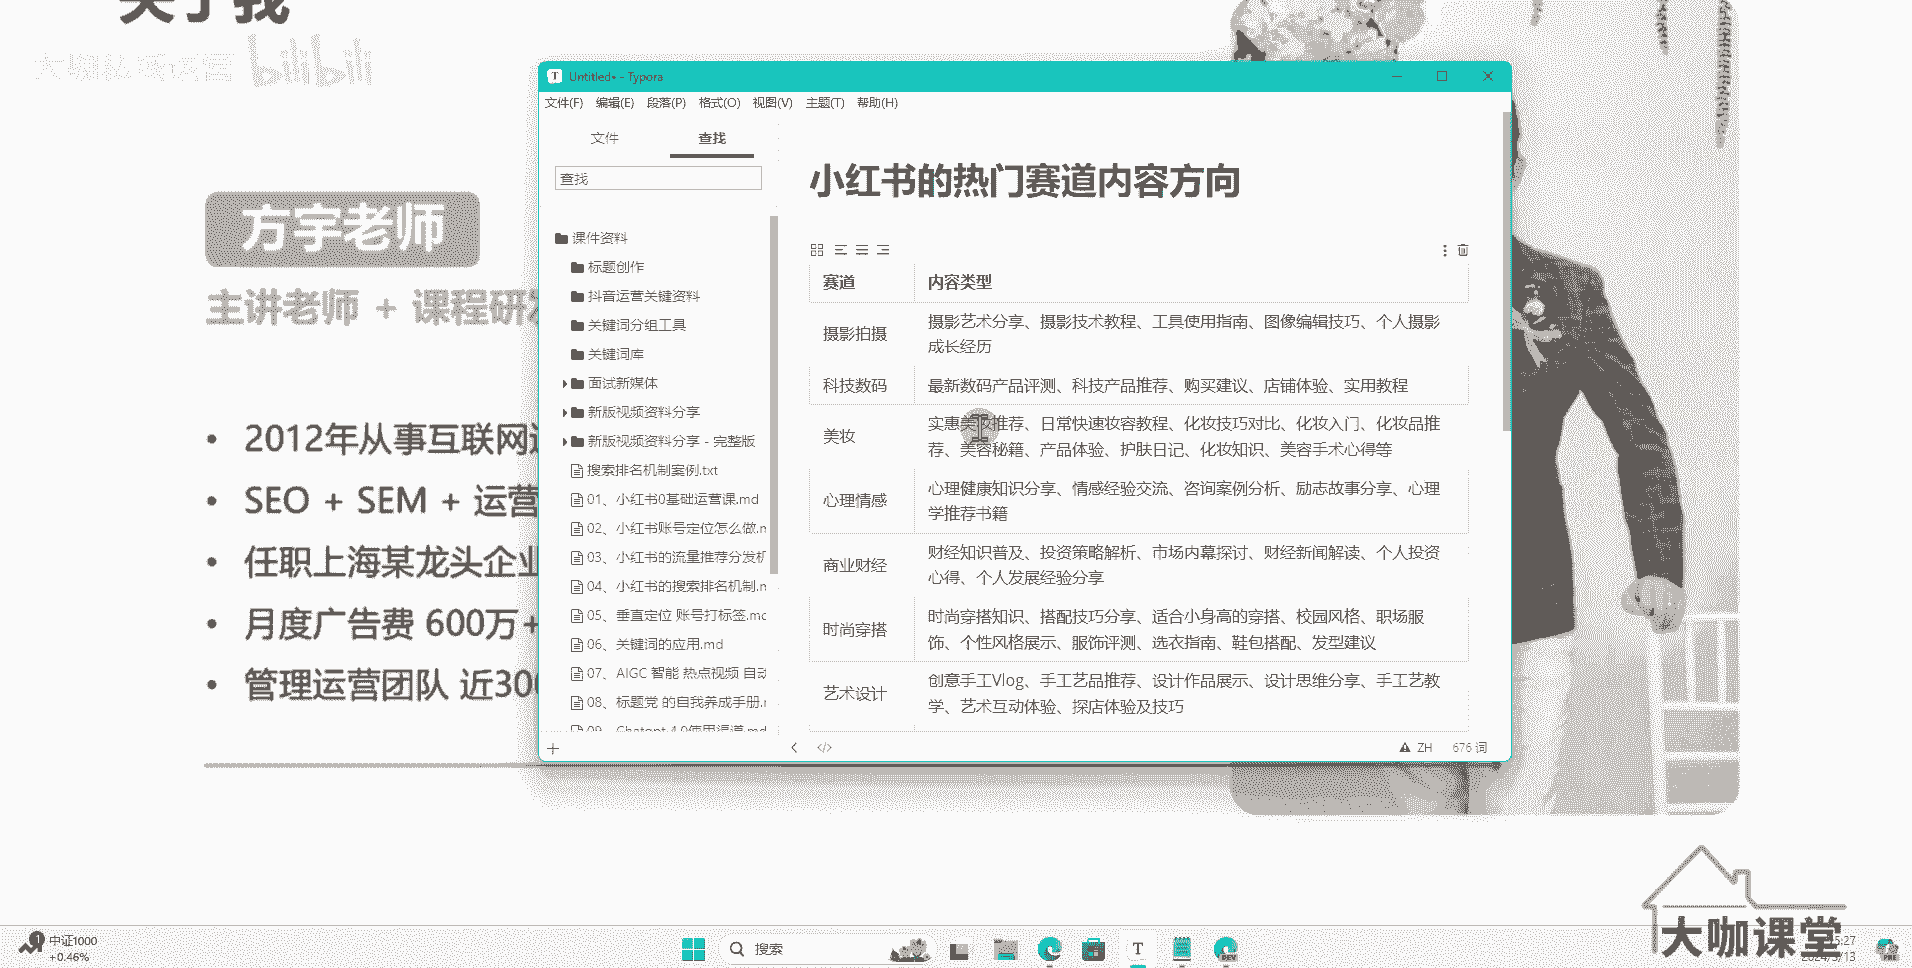 关于我
大咖私域运营 bilibili
方宇老师
主讲老师 + 课程研发
2012年从事互联网运
SEO + SEM + 运营
任职上海某龙头企业
月度广告费 600万+
管理运营团队 近300
Untitled• - Typora
文件(F) 编辑(E) 段落(P) 格式(O) 视图(V) 主题(T) 帮助(H)
文件 查找
查找
课件资料
标题创作
抖音运营关键资料
关键词分组工具
关键词库
面试新媒体
新版视频资料分享
新版视频资料分享 - 完整版
搜索排名机制案例.txt
01、小红书0基础运营课.md
02、小红书账号定位怎么做.m
03、小红书的流量推荐分发机
04、小红书的搜索排名机制.m
05、垂直定位 账号打标签.mc
06、关键词的应用.md
07、AIGC 智能 热点视频 自动
08、标题党 的自我养成手册.r
09、Chatgpt 4.0使用渠道.md
小红书的热门赛道内容方向
赛道 内容类型
摄影拍摄 摄影艺术分享、摄影技术教程、工具使用指南、图像编辑技巧、个人摄影
成长经历
科技数码 最新数码产品评测、科技产品推荐、购买建议、店铺体验、实用教程
美妆 实惠美妆推荐、日常快速妆容教程、化妆技巧对比、化妆入门、化妆品推
荐、美容秘籍、产品体验、护肤日记、化妆知识、美容手术心得等
心理情感 心理健康知识分享、情感经验交流、咨询案例分析、励志故事分享、心理
学推荐书籍
商业财经 财经知识普及、投资策略解析、市场内幕探讨、财经新闻解读、个人投资
心得、个人发展经验分享
时尚穿搭 时尚穿搭知识、搭配技巧分享、适合小身高的穿搭、校园风格、职场服
饰、个性风格展示、服饰评测、选衣指南、鞋包搭配、发型建议
艺术设计 创意手工Vlog、手工艺品推荐、设计作品展示、设计思维分享、手工艺教
学、艺术互动体验、探店体验及技巧
ZH 676 词
大咖课堂
中证1000
+0.46%
搜索